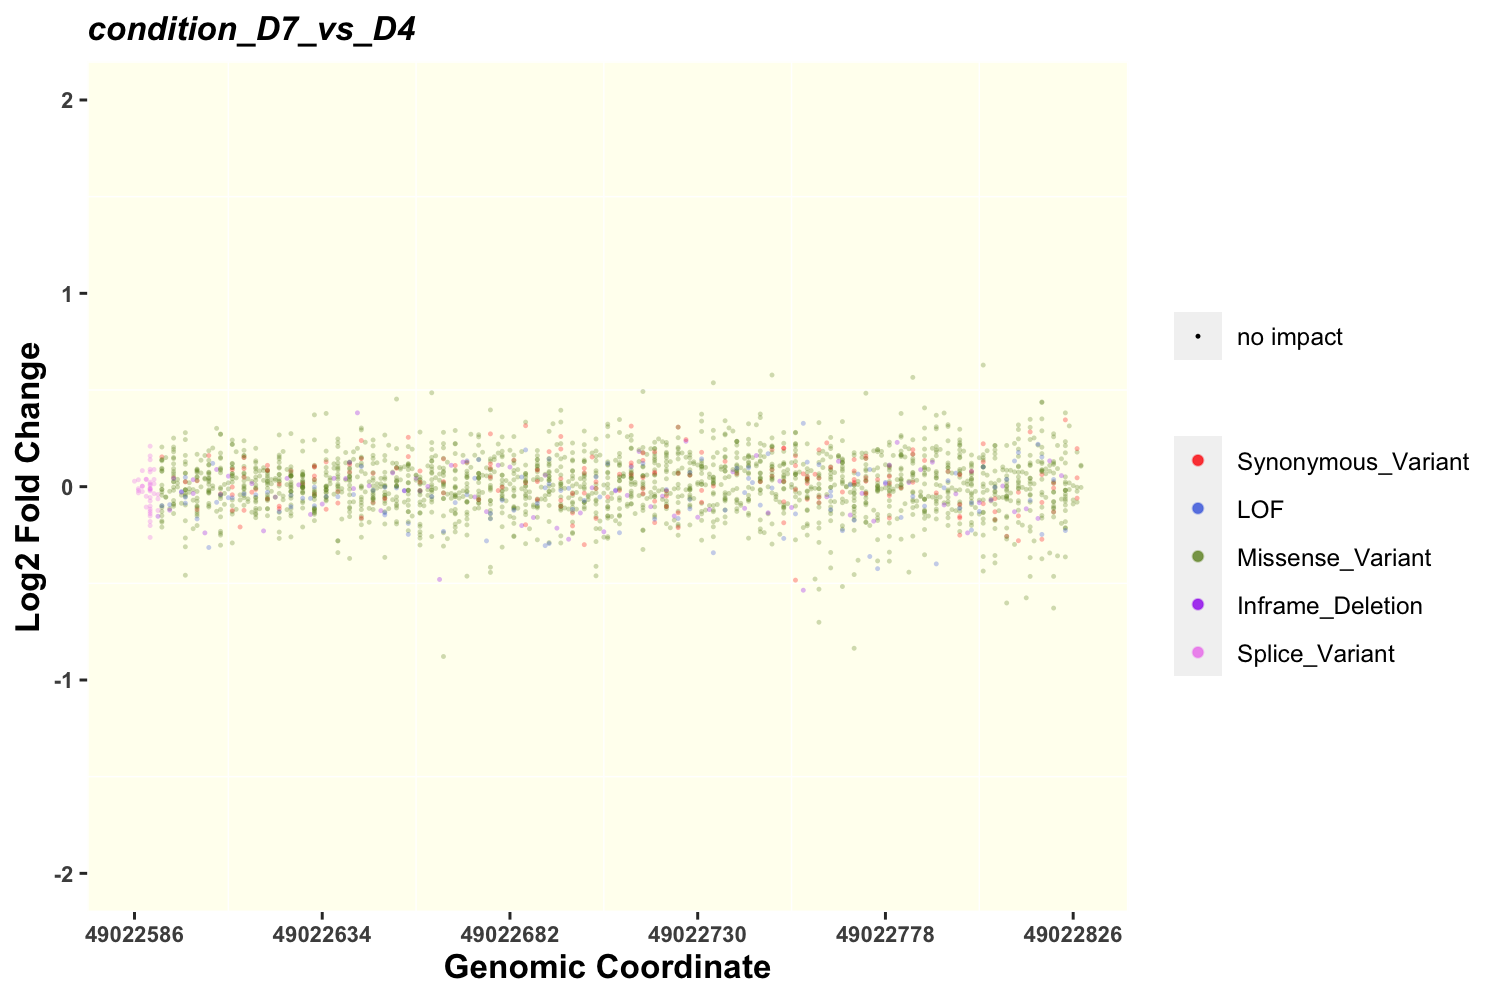 condition_D7_vs_D4
Log2 Fold Change
2
1
0
-1
-2
49022586 49022634 49022682 49022730 49022778 49022826
Genomic Coordinate
no impact
Synonymous_Variant
LOF
Missense_Variant
Inframe_Deletion
Splice_Variant